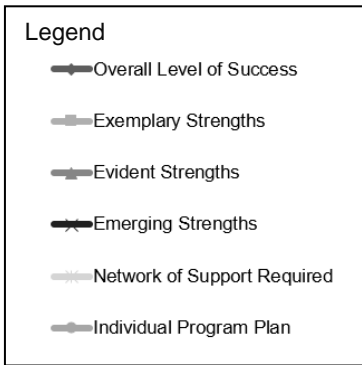 Legend
Overall Level of Success
Exemplary Strengths
Evident Strengths
Emerging Strengths
Network of Support Required
Individual Program Plan